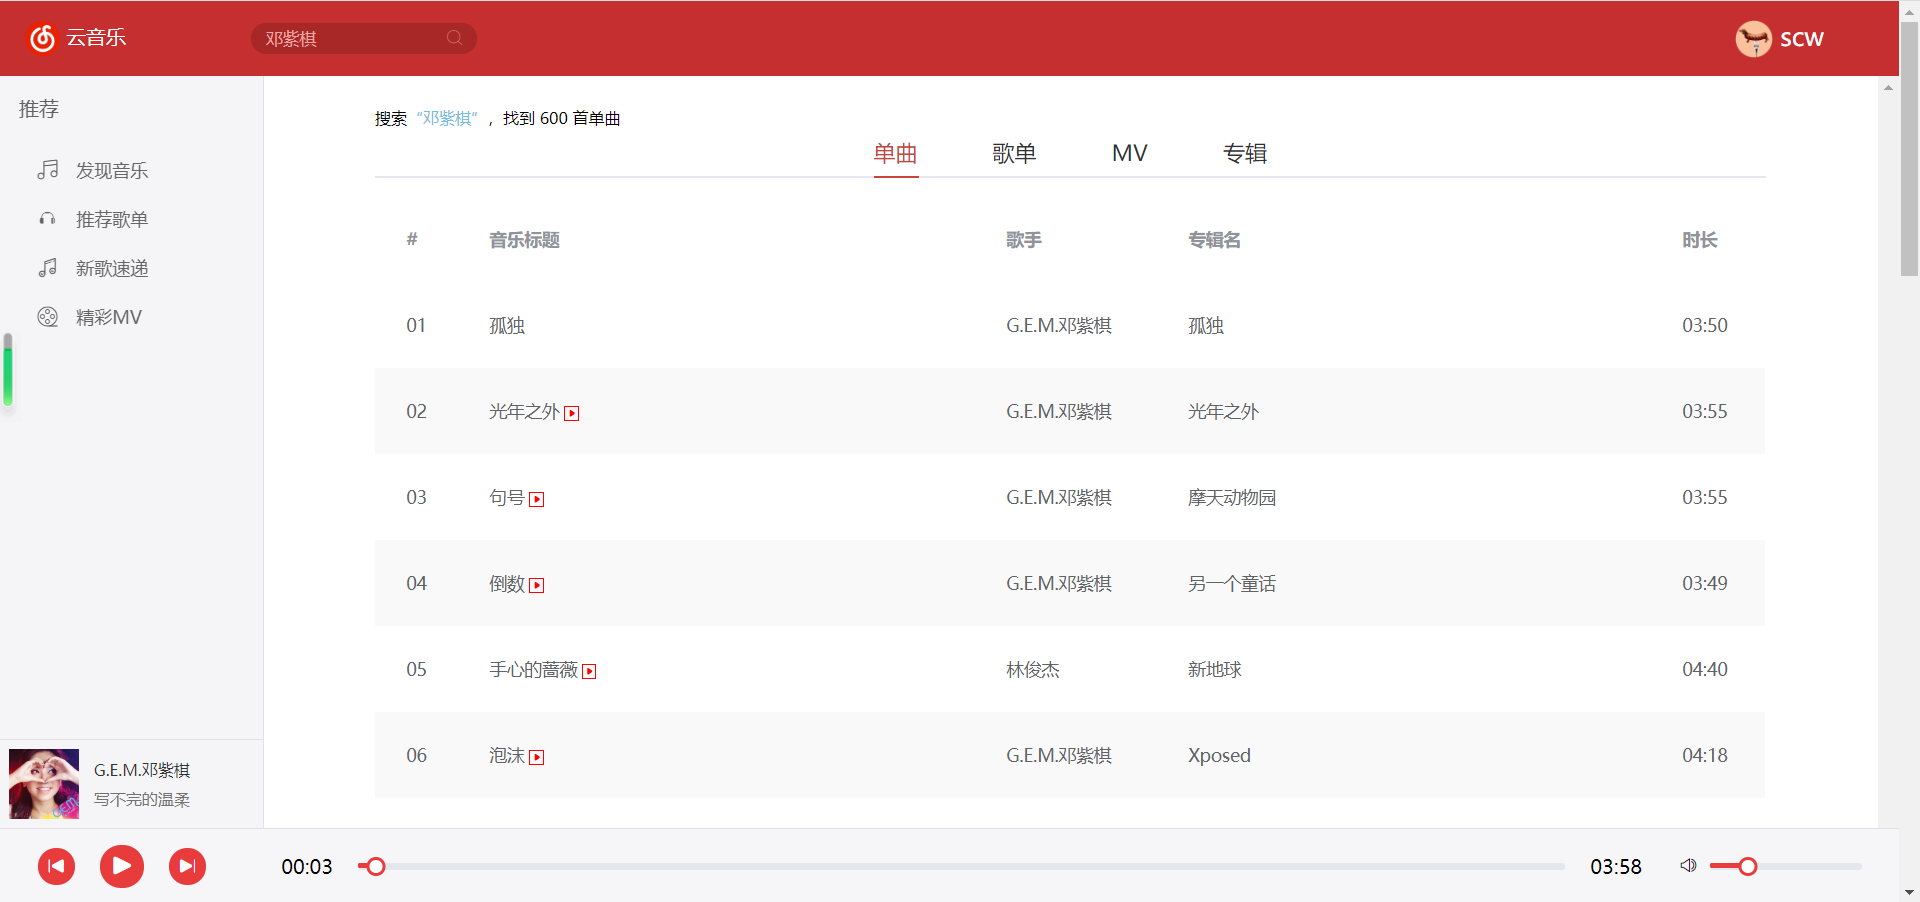 云音乐
邓紫棋
SCW
推荐
发现音乐
推荐歌单
新歌速递
精彩MV
搜索 “邓紫棋” ，找到 600 首单曲
单曲 歌单 MV 专辑
# 音乐标题 歌手 专辑名 时长
01 孤独 G.E.M.邓紫棋 孤独 03:50
02 光年之外 G.E.M.邓紫棋 光年之外 03:55
03 句号 G.E.M.邓紫棋 摩天动物园 03:55
04 倒数 G.E.M.邓紫棋 另一个童话 03:49
05 手心的蔷薇 林俊杰 新地球 04:40
06 泡沫 G.E.M.邓紫棋 Xposed 04:18
GEM
G.E.M.邓紫棋
写不完的温柔
00:03 03:58